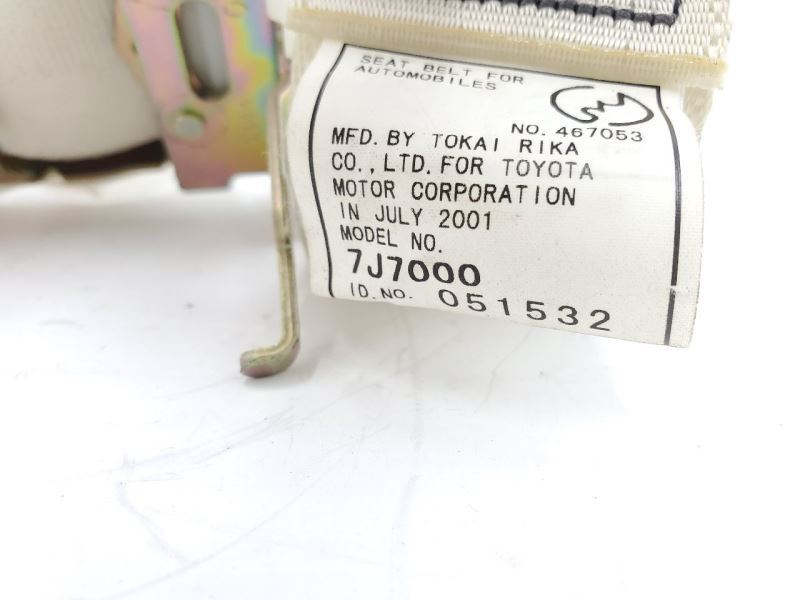 SEAT BELT FOR
AUTOMOBILES
NO. 467053
MFD. BY TOKAI RIKA
CO., LTD. FOR TOYOTA
MOTOR CORPORATION
IN JULY 2001
MODEL NO.
7J7000
ID. NO. 051532